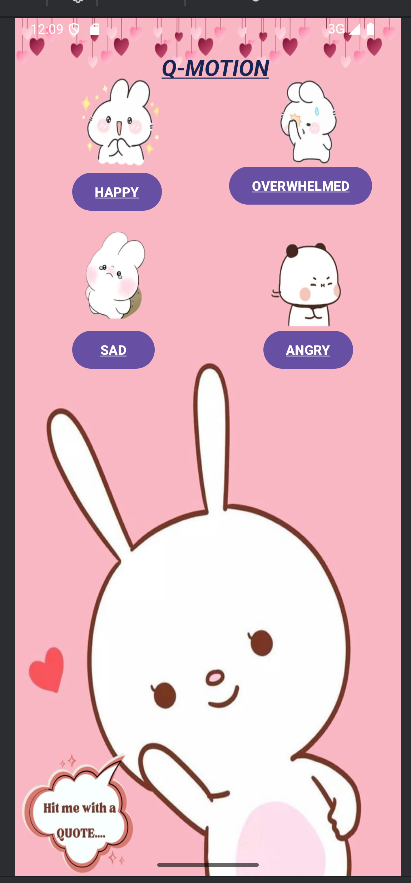 12:09 3G
Q-MOTION
HAPPY
OVERWHELMED
SAD
ANGRY
Hit me with a
QUOTE....